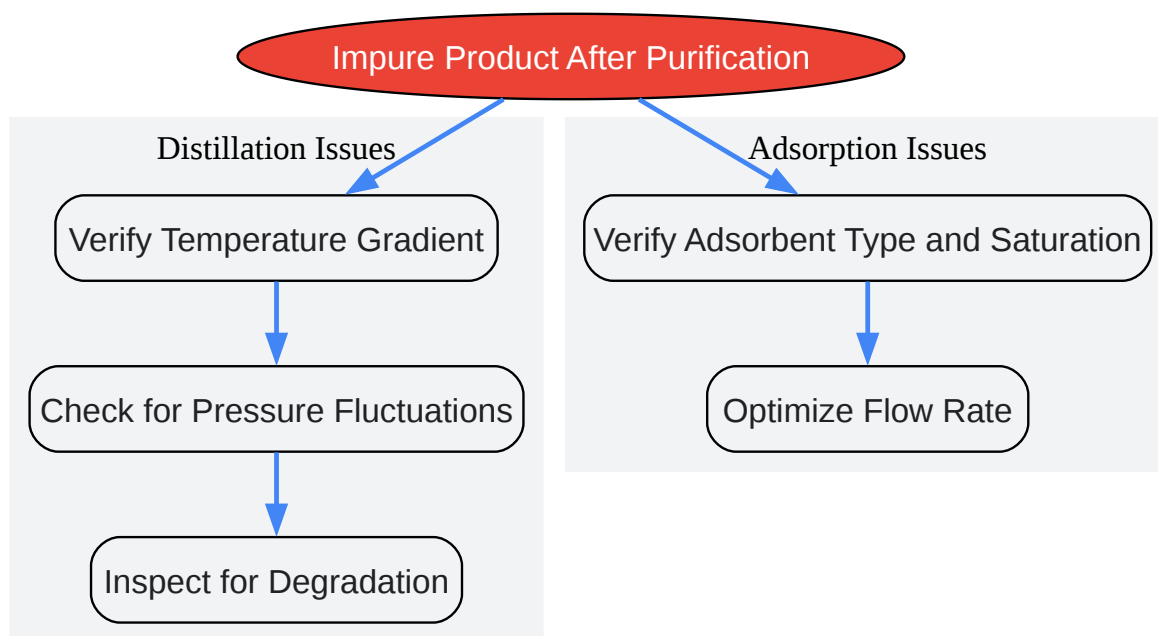 Impure Product After Purification
Distillation Issues
Verify Temperature Gradient
Check for Pressure Fluctuations
Inspect for Degradation
Adsorption Issues
Verify Adsorbent Type and Saturation
Optimize Flow Rate